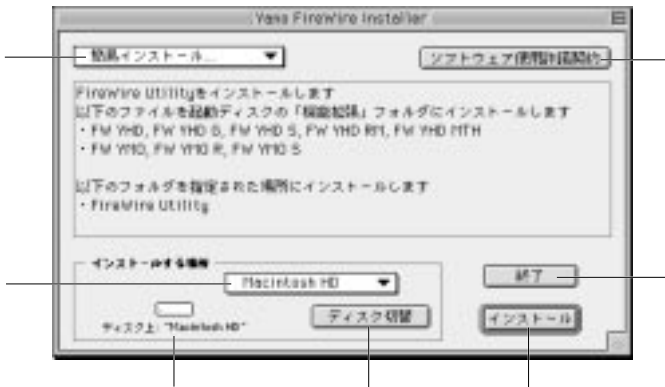 Yano FireWire Installer
簡易インストール...
ソフトウェア使用許諾契約...
FireWire Utilityをインストールします
以下のファイルを起動ディスクの「機能拡張」フォルダにインストールします
・FW YHD, FW YHD G, FW YHD S, FW YHD RM, FW YHD MTH
・FW YMO, FW YMO R, FW YMO S
以下のフォルダを指定された場所にインストールします
・FireWire Utility
インストールする場所
Macintosh HD
終了
ディスク上: "Macintosh HD"
ディスク切替
インストール